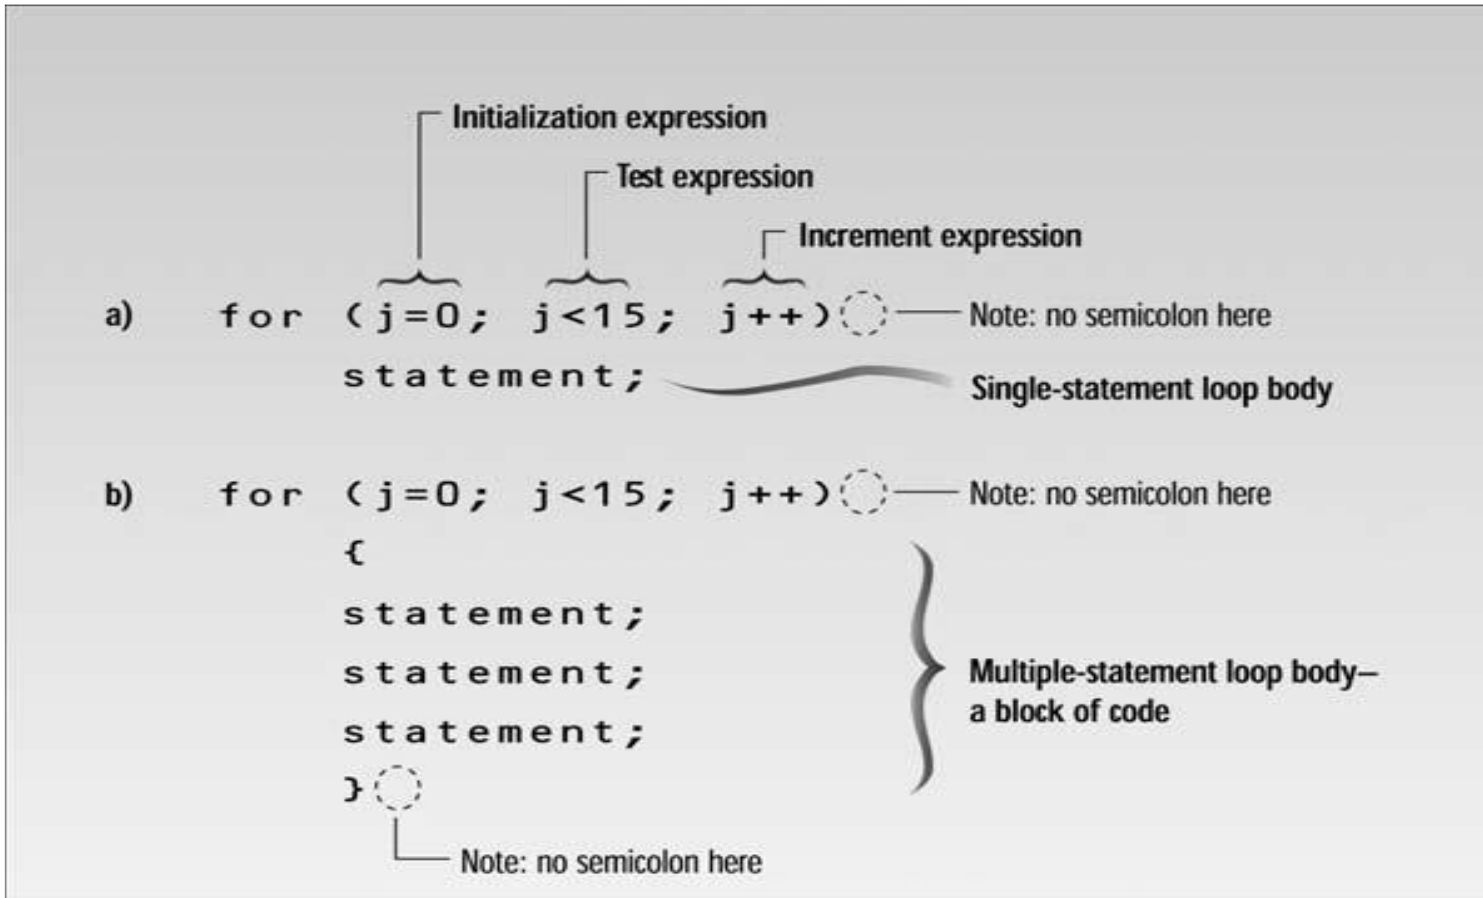 Initialization expression
Test expression
Increment expression
a) for (j=0; j<15; j++) Note: no semicolon here
statement; Single-statement loop body
b) for (j=0; j<15; j++) Note: no semicolon here
{
statement;
statement;
Multiple-statement loop body—
a block of code
statement;
}
Note: no semicolon here